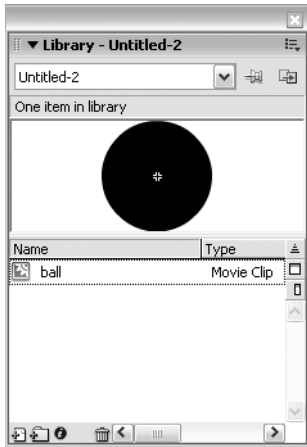 Library - Untitled-2
Untitled-2
One item in library
Name Type
ball Movie Clip